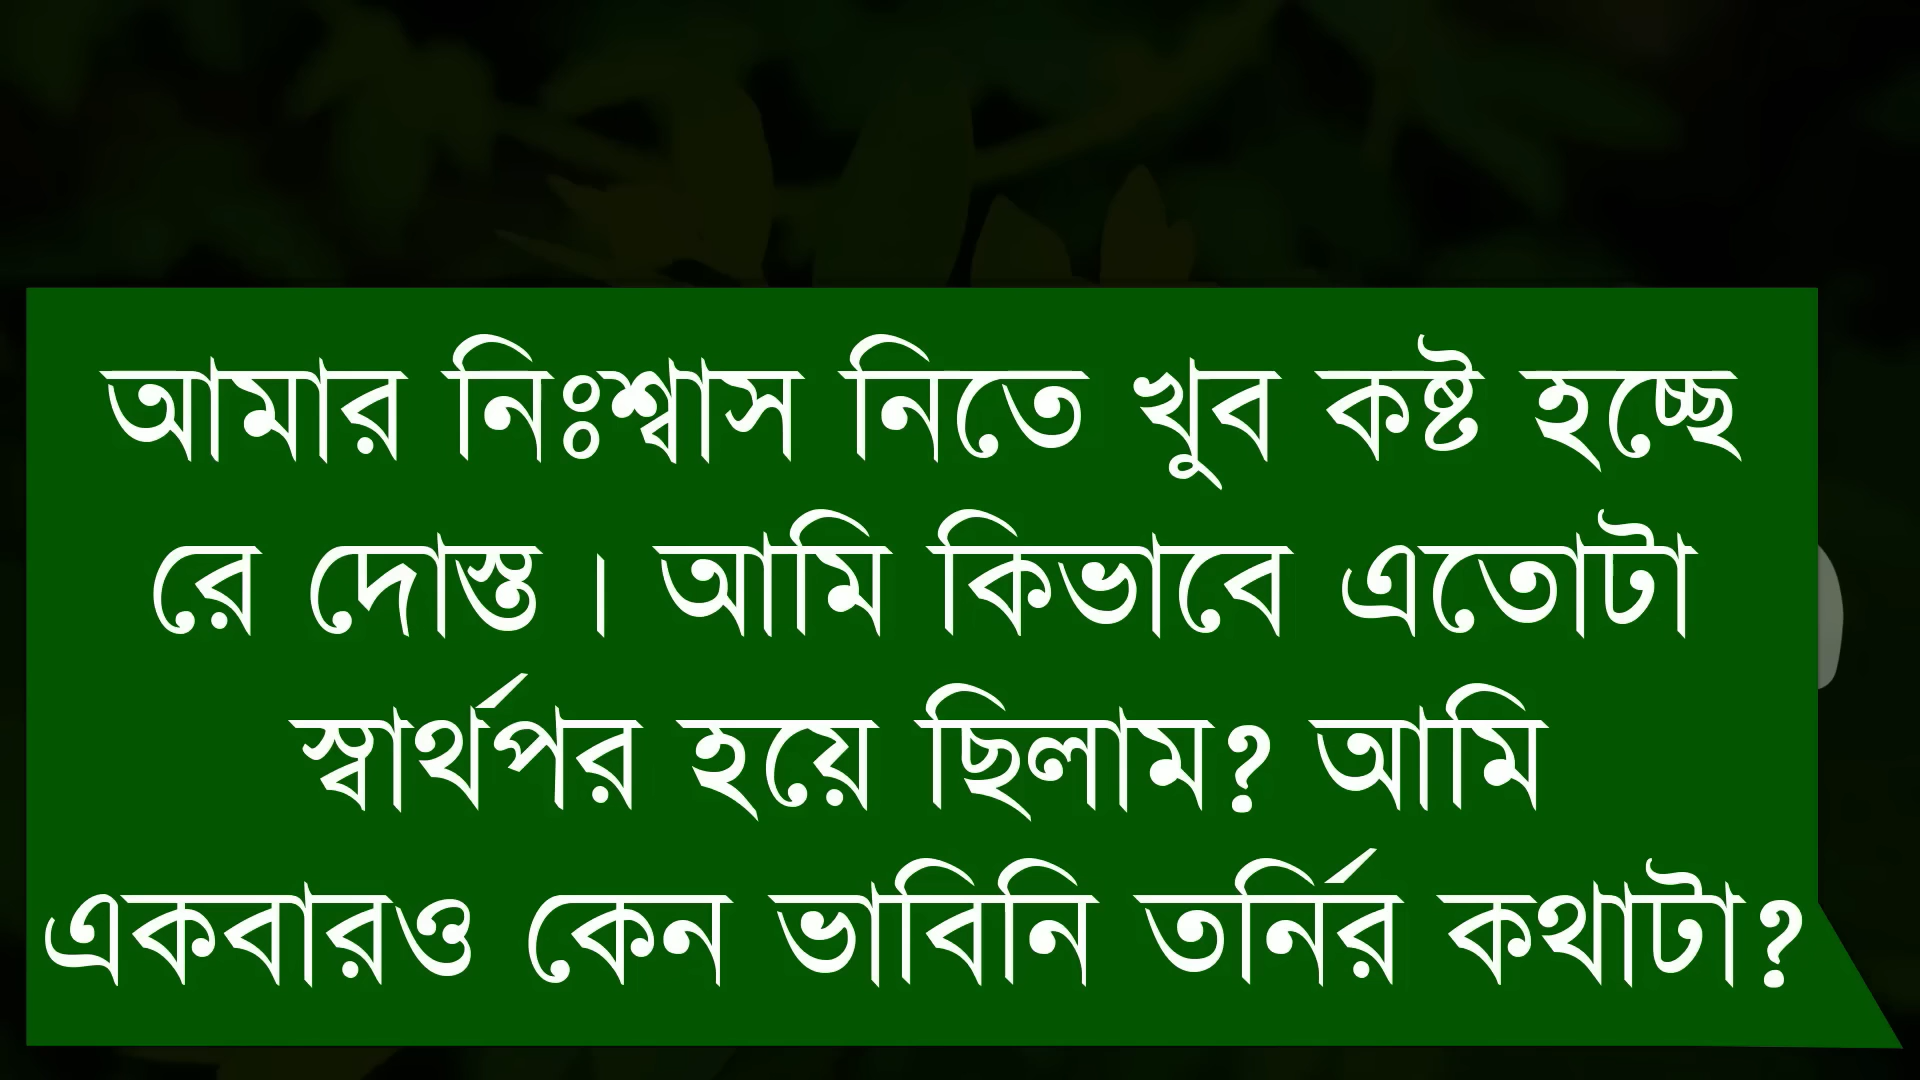 আমার নিঃশ্বাস নিতে খুব কষ্ট হচ্ছে
রে দোস্ত । আমি কিভাবে এতোটা
স্বার্থপর হয়ে ছিলাম? আমি
একবারও কেন ভাবিনি তর্নির কথাটা?